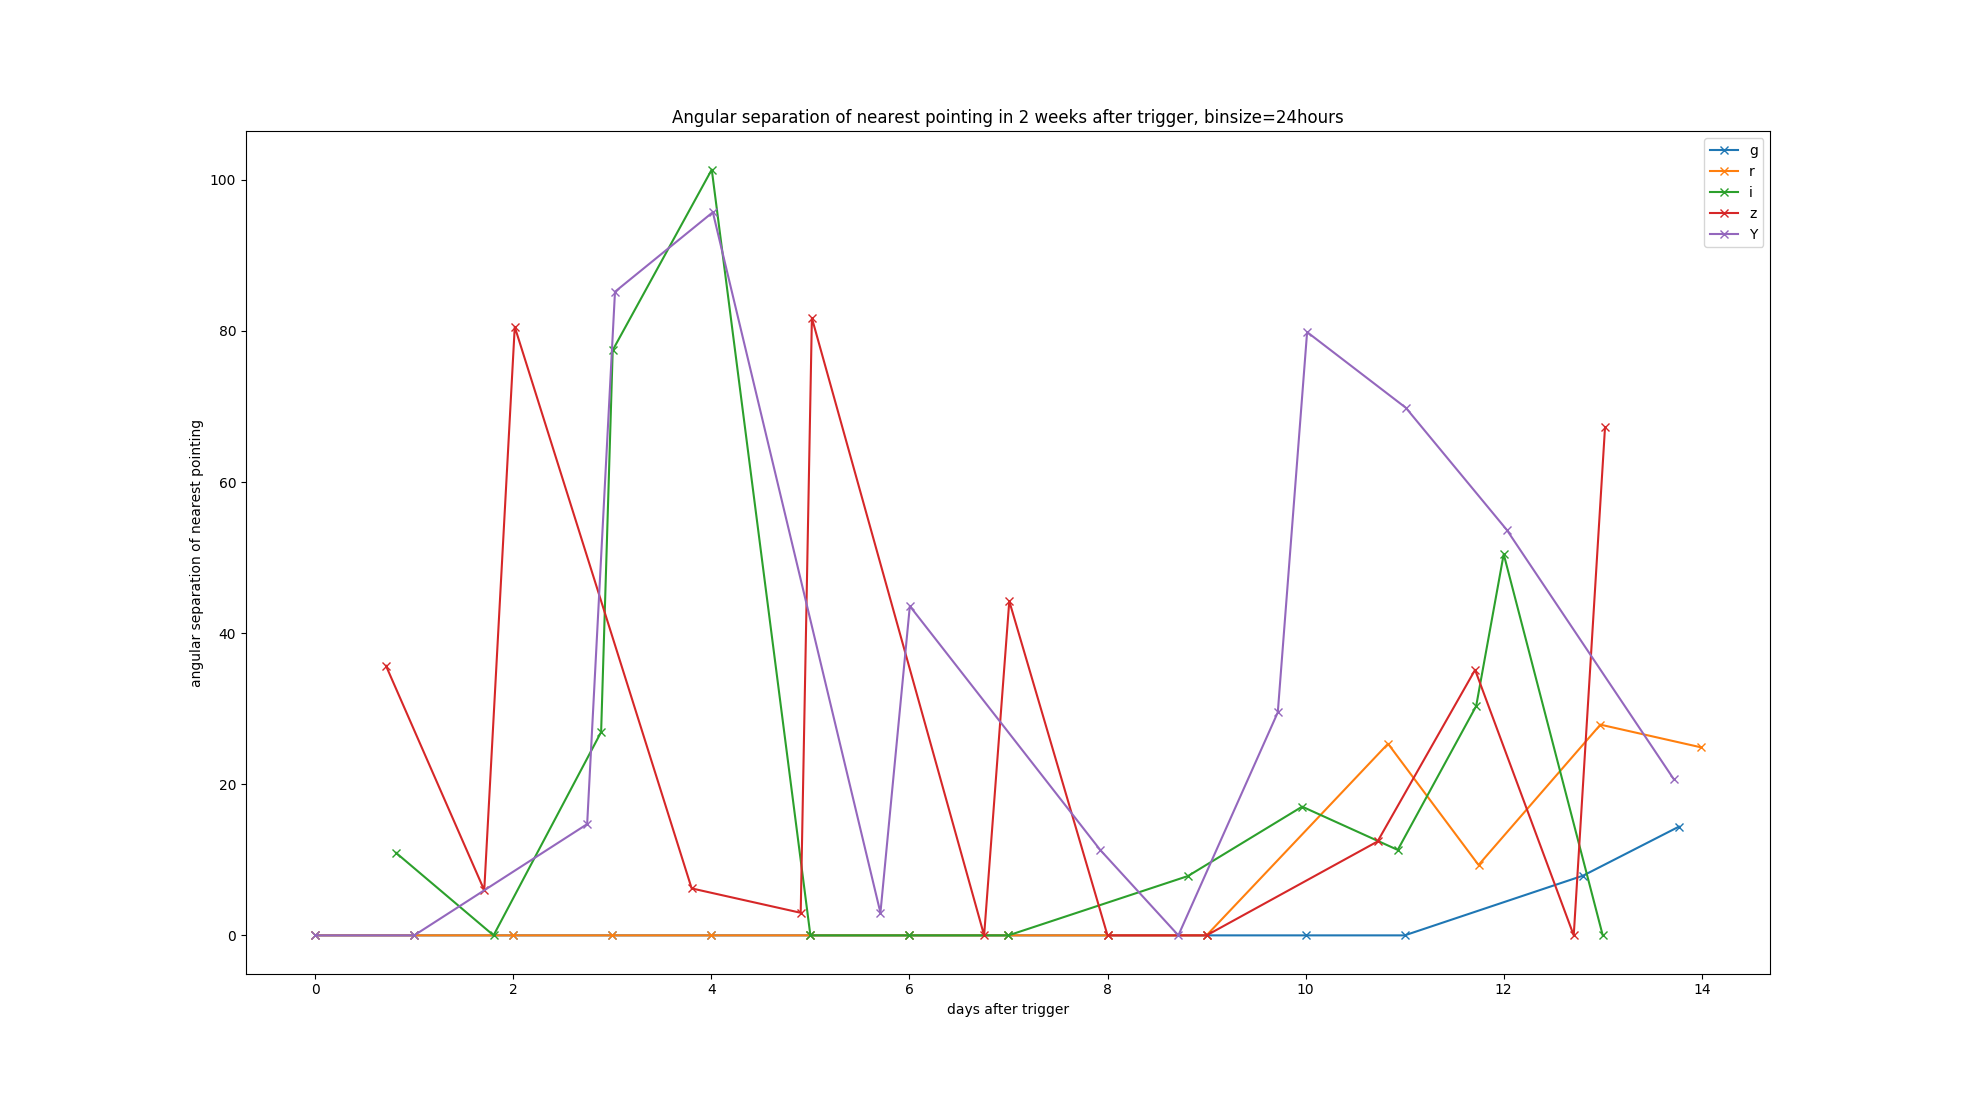 Angular separation of nearest pointing in 2 weeks after trigger, binsize=24hours
g
r
i
z
Y
100
80
60
40
20
0
angular separation of nearest pointing
0 2 4 6 8 10 12 14
days after trigger